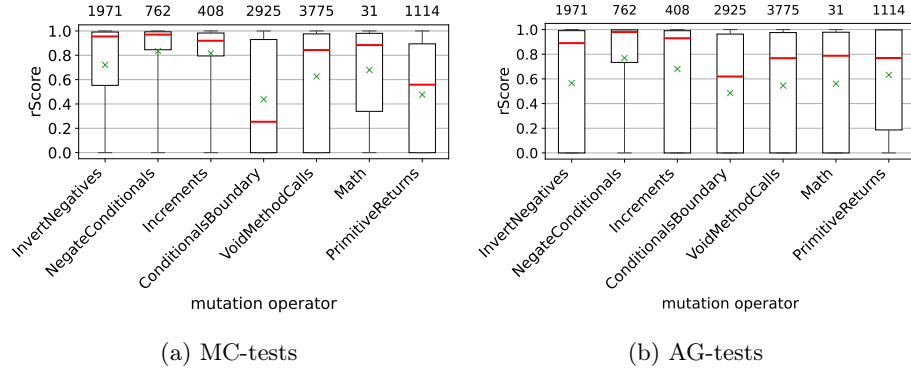 1971 762 408 2925 3775 31 1114
1.0
0.8
0.6
0.4
0.2
0.0
rScore
InvertNegatives
NegateConditionals
Increments
ConditionalsBoundary
VoidMethodCalls
Math
PrimitiveReturns
mutation operator
(a) MC-tests
1971 762 408 2925 3775 31 1114
1.0
0.8
0.6
0.4
0.2
0.0
rScore
InvertNegatives
NegateConditionals
Increments
ConditionalsBoundary
VoidMethodCalls
Math
PrimitiveReturns
mutation operator
(b) AG-tests